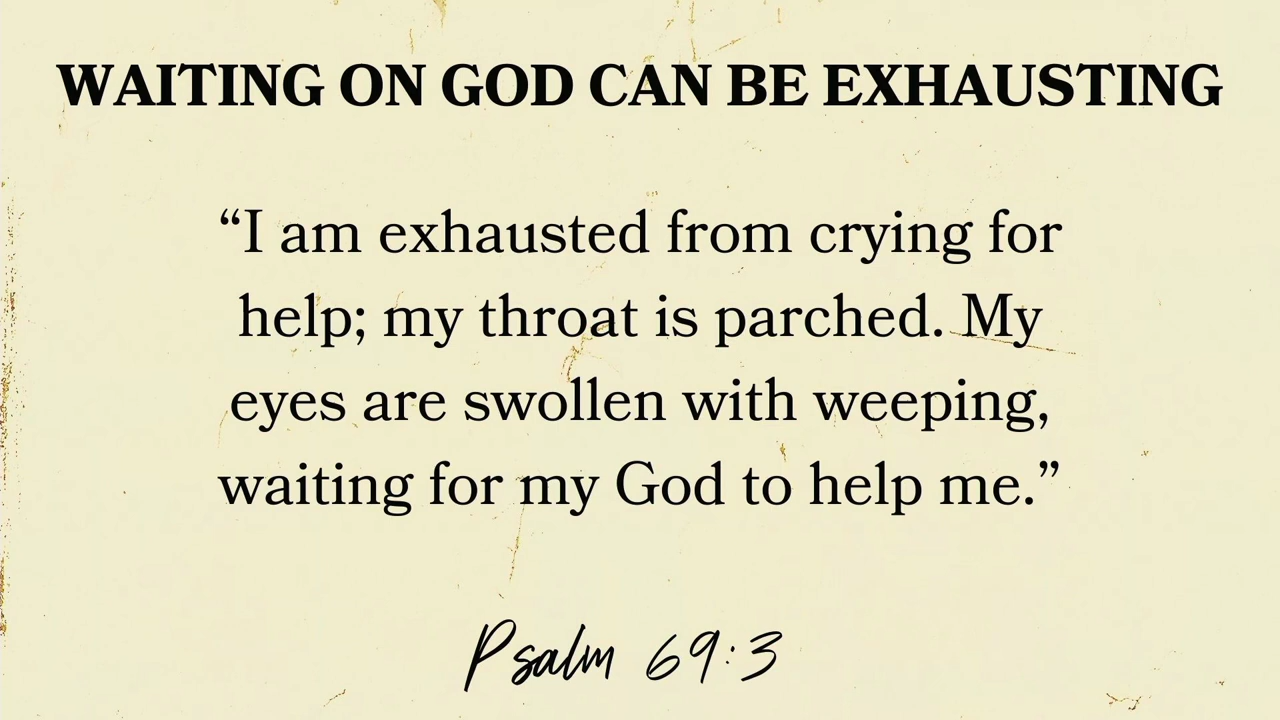 WAITING ON GOD CAN BE EXHAUSTING
“I am exhausted from crying for
help; my throat is parched. My
eyes are swollen with weeping,
waiting for my God to help me.”
Psalm 69:3